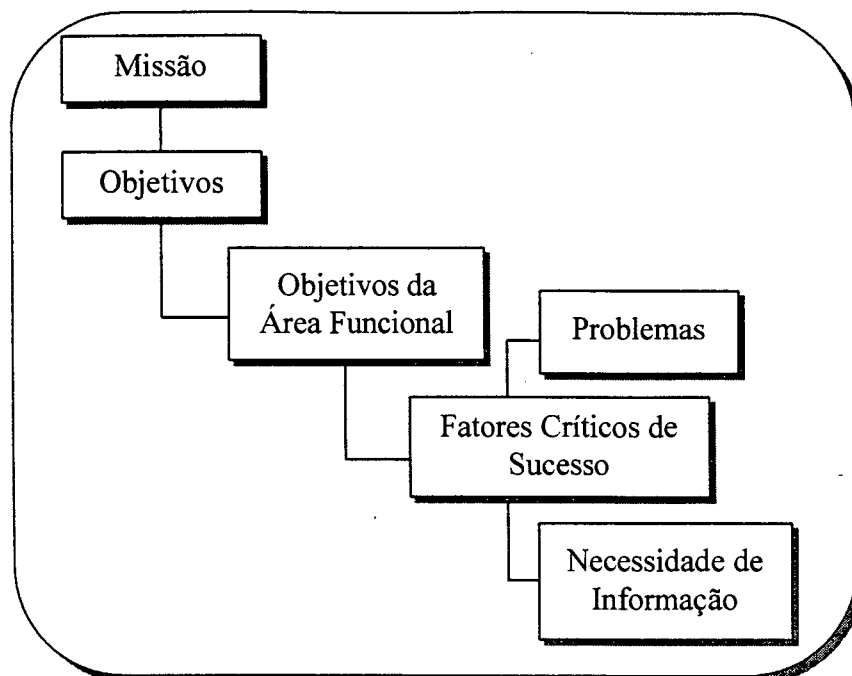 Missão
Objetivos
Objetivos da
Área Funcional
Problemas
Fatores Críticos de
Sucesso
Necessidade de
Informação